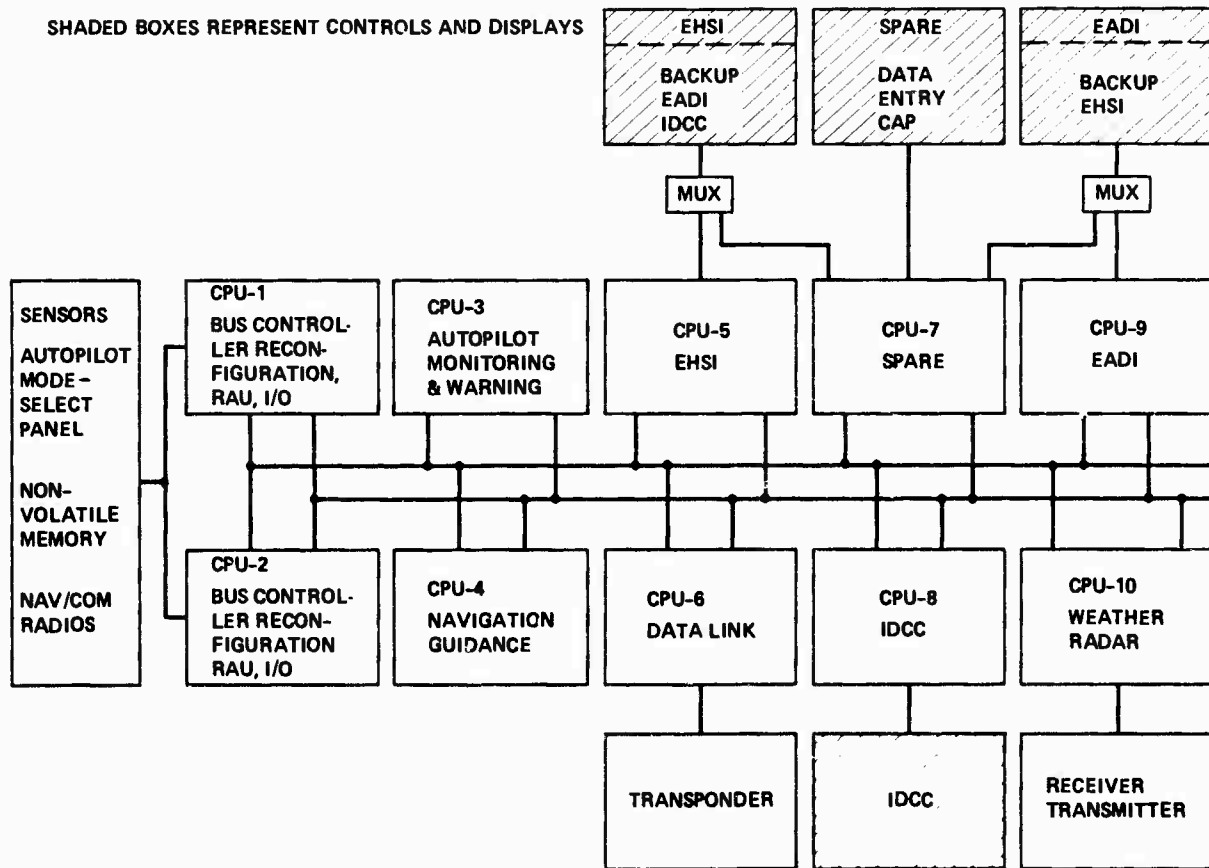 SHADED BOXES REPRESENT CONTROLS AND DISPLAYS
EHSI
BACKUP
EADI
IDCC
SPARE
DATA
ENTRY
CAP
EADI
BACKUP
EHSI
MUX
MUX
SENSORS
AUTOPILOT
MODE-
SELECT
PANEL
NON-
VOLATILE
MEMORY
NAV/COM
RADIOS
CPU-1
BUS CONTROL-
LER RECON-
FIGURATION,
RAU, I/O
CPU-3
AUTOPILOT
MONITORING
& WARNING
CPU-5
EHSI
CPU-7
SPARE
CPU-9
EADI
CPU-2
BUS CONTROL-
LER RECON-
FIGURATION
RAU, I/O
CPU-4
NAVIGATION
GUIDANCE
CPU-6
DATA LINK
CPU-8
IDCC
CPU-10
WEATHER
RADAR
TRANSPONDER
IDCC
RECEIVER
TRANSMITTER